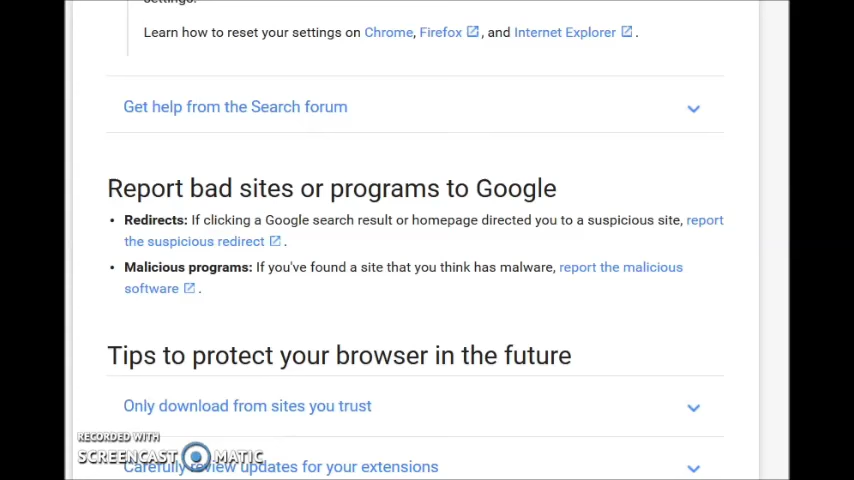 settings.
Learn how to reset your settings on Chrome, Firefox, and Internet Explorer.
Get help from the Search forum
Report bad sites or programs to Google
• Redirects: If clicking a Google search result or homepage directed you to a suspicious site, report
the suspicious redirect.
• Malicious programs: If you've found a site that you think has malware, report the malicious
software.
Tips to protect your browser in the future
Only download from sites you trust
RECORDED WITH
SCREENCAST MATIC
Carefully review updates for your extensions